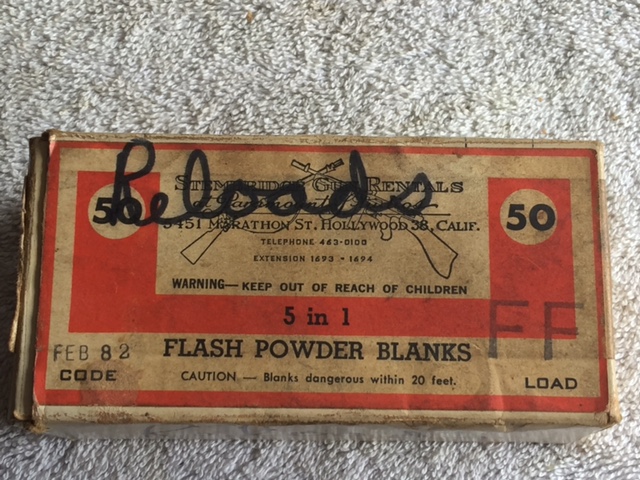 Reloads
50
STEMBRIDGE GUN RENTALS
50
5451 MARATHON ST. HOLLYWOOD 38, CALIF.
TELEPHONE 463-0100
EXTENSION 1693 • 1694
WARNING— KEEP OUT OF REACH OF CHILDREN
5 in 1
FF
FEB 82
FLASH POWDER BLANKS
CODE
CAUTION — Blanks dangerous within 20 feet.
LOAD